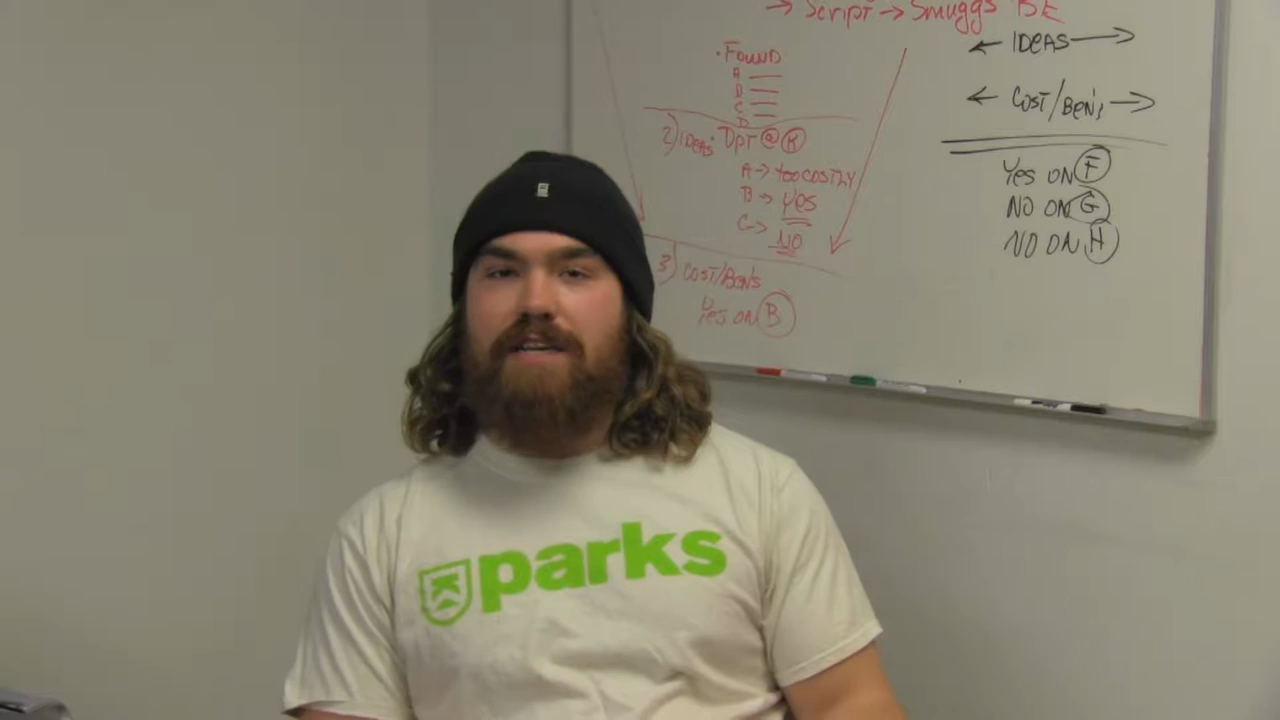 → Script → Smuggs BE
• FOUND
A
D
C
D
2) IDEAS • DPT @ K
A → TOO COSTLY
B → YES
C → NO
3) COST/BEN'S
YES ON B
← IDEAS →
← COST/BEN'S →
YES ON F
NO ON G
NO ON H
parks